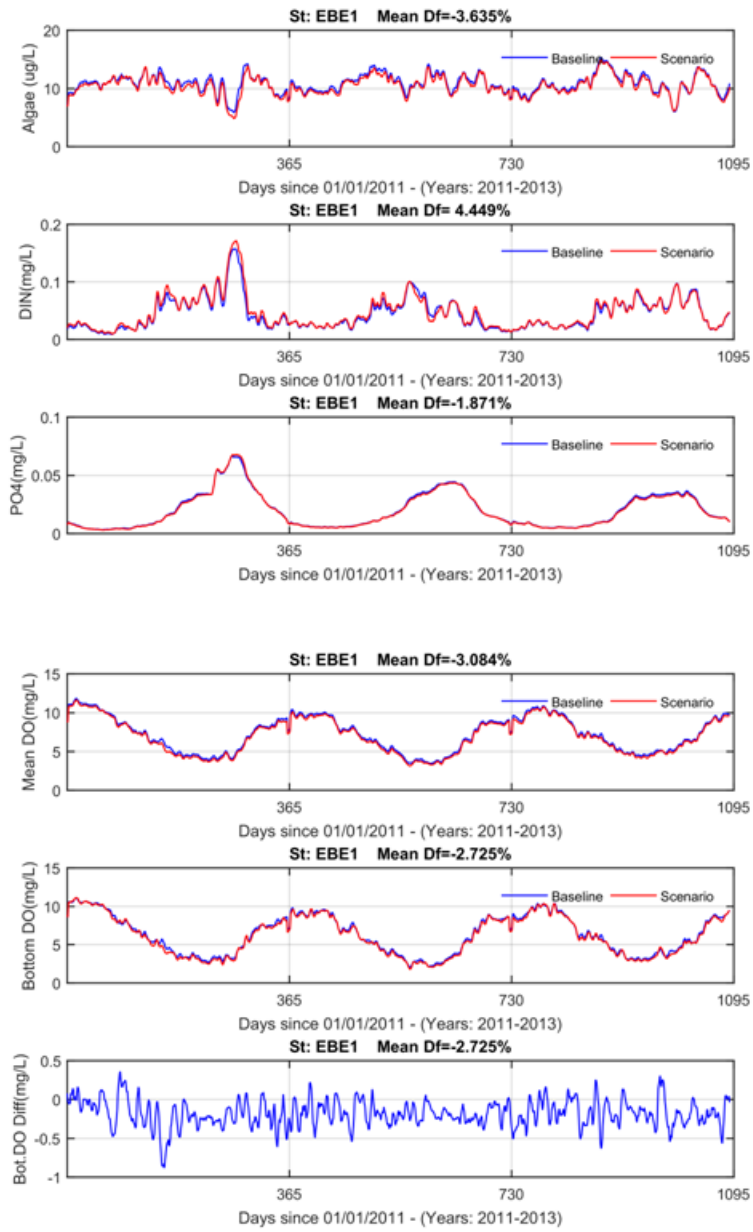 St: EBE1 Mean Df=-3.635%
Baseline Scenario
20
10
0
Algae (ug/L)
365 730 1095
Days since 01/01/2011 - (Years: 2011-2013)
St: EBE1 Mean Df= 4.449%
Baseline Scenario
0.2
0.1
0
DIN(mg/L)
365 730 1095
Days since 01/01/2011 - (Years: 2011-2013)
St: EBE1 Mean Df=-1.871%
Baseline Scenario
0.1
0.05
0
PO4(mg/L)
365 730 1095
Days since 01/01/2011 - (Years: 2011-2013)
St: EBE1 Mean Df=-3.084%
Baseline Scenario
15
10
5
0
Mean DO(mg/L)
365 730 1095
Days since 01/01/2011 - (Years: 2011-2013)
St: EBE1 Mean Df=-2.725%
Baseline Scenario
15
10
5
0
Bottom DO(mg/L)
365 730 1095
Days since 01/01/2011 - (Years: 2011-2013)
St: EBE1 Mean Df=-2.725%
0.5
0
-0.5
-1
Bot.DO Diff(mg/L)
365 730 1095
Days since 01/01/2011 - (Years: 2011-2013)